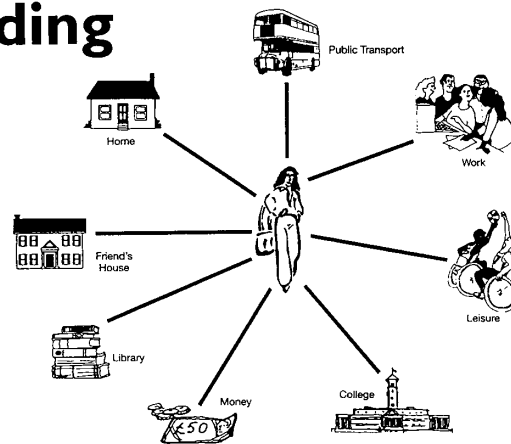 ding
Public Transport
Home
Work
Friend's
House
Leisure
Library
Money
College
£50